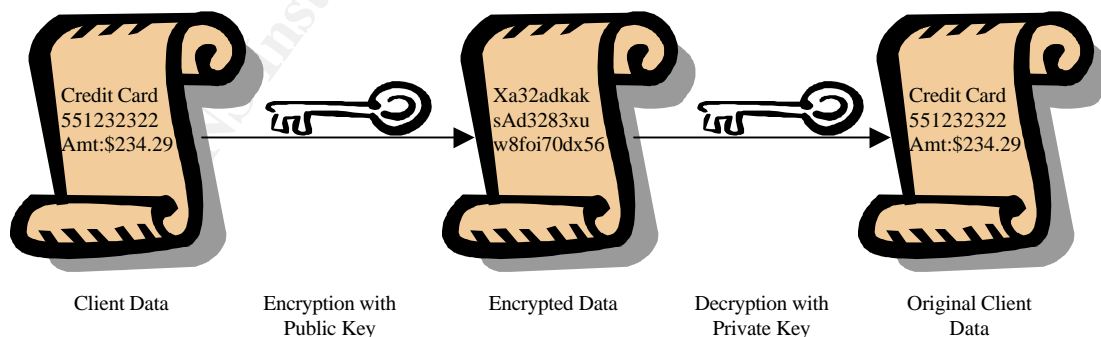 Credit Card
551232322
Amt:$234.29
Xa32adkak
sAd3283xu
w8foi70dx56
Credit Card
551232322
Amt:$234.29
Client Data
Encryption with
Public Key
Encrypted Data
Decryption with
Private Key
Original Client
Data